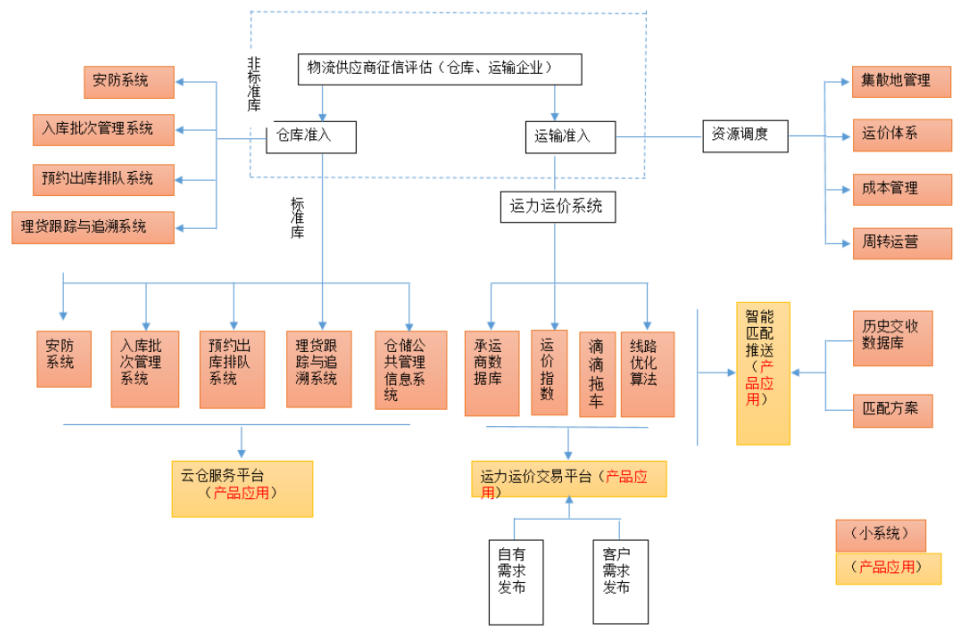 物流供应商征信评估（仓库、运输企业）
非标准库
安防系统
入库批次管理系统
预约出库排队系统
理货跟踪与追溯系统
仓库准入
运输准入
资源调度
集散地管理
运价体系
成本管理
周转运营
标准库
运力运价系统
安防
系统
入库批
次管理
系统
预约出
库排队
系统
理货跟
踪与追
溯系统
仓储公
共管理
信息系
统
承运
商数
据库
运价指数
滴滴拖车
线路
优化
算法
智能
匹配
推送
（产
品应
用）
历史交收
数据库
匹配方案
云仓服务平台
（产品应用）
运力运价交易平台（产品应
用）
自有
需求
发布
客户
需求
发布
（小系统）
（产品应用）